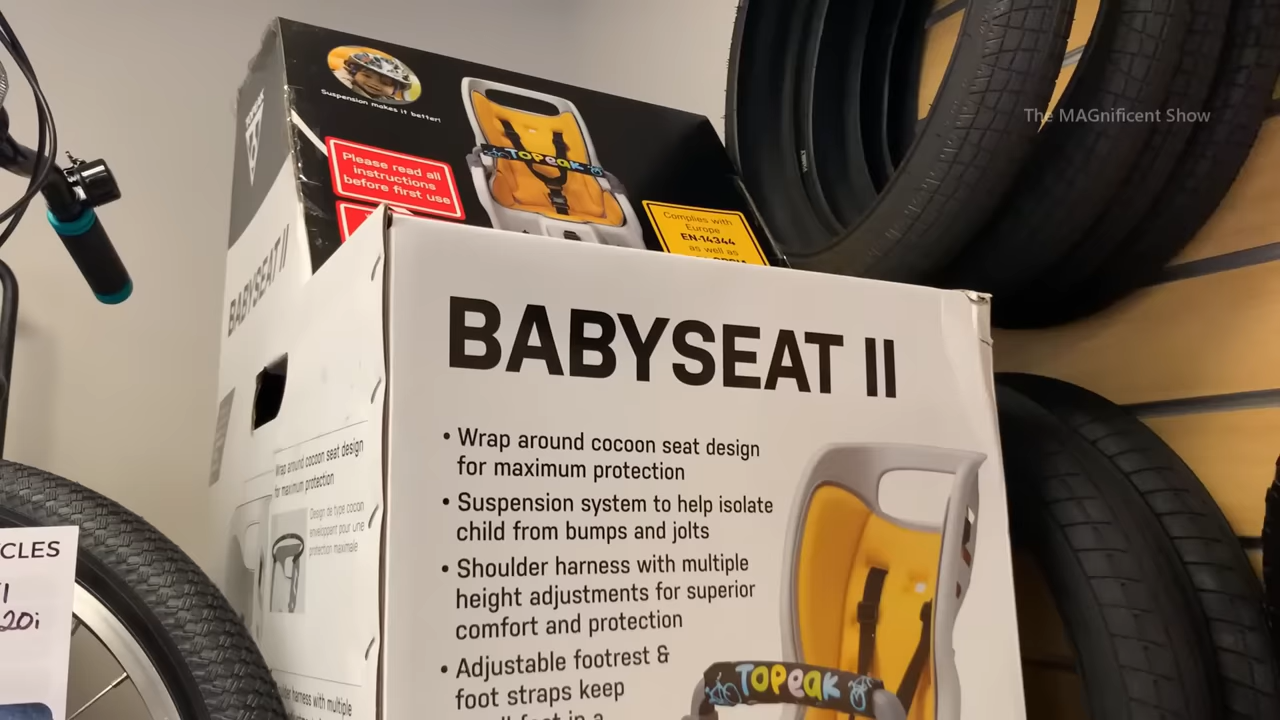 The MAGnificent Show
Suspension makes it better!
TOPEAK
Please read all
instructions
before first use
TOPEAK
Complies with
Europe
EN-14344
as well as
BABYSEAT II
BABYSEAT II
• Wrap around cocoon seat design
for maximum protection
• Suspension system to help isolate
child from bumps and jolts
• Shoulder harness with multiple
height adjustments for superior
comfort and protection
• Adjustable footrest &
foot straps keep
TOPEAK
Wrap around cocoon seat design
for maximum protection
Design de type cocon
enveloppant pour une
protection maximale
harness with multiple
CYCLES
20i